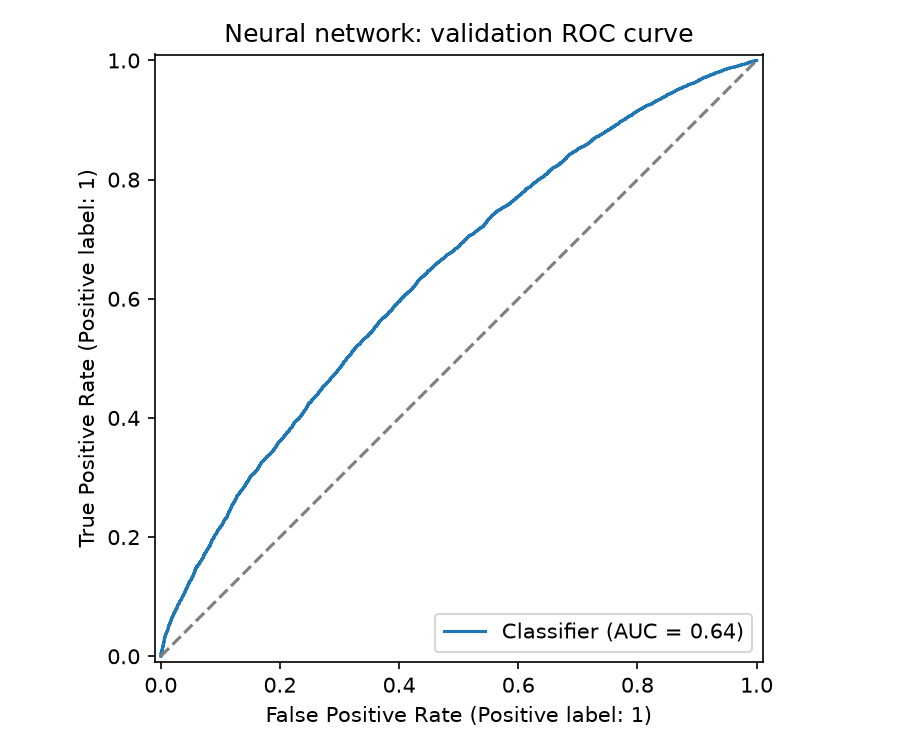 Neural network: validation ROC curve
True Positive Rate (Positive label: 1)
1.0
0.8
0.6
0.4
0.2
0.0
Classifier (AUC = 0.64)
0.0 0.2 0.4 0.6 0.8 1.0
False Positive Rate (Positive label: 1)